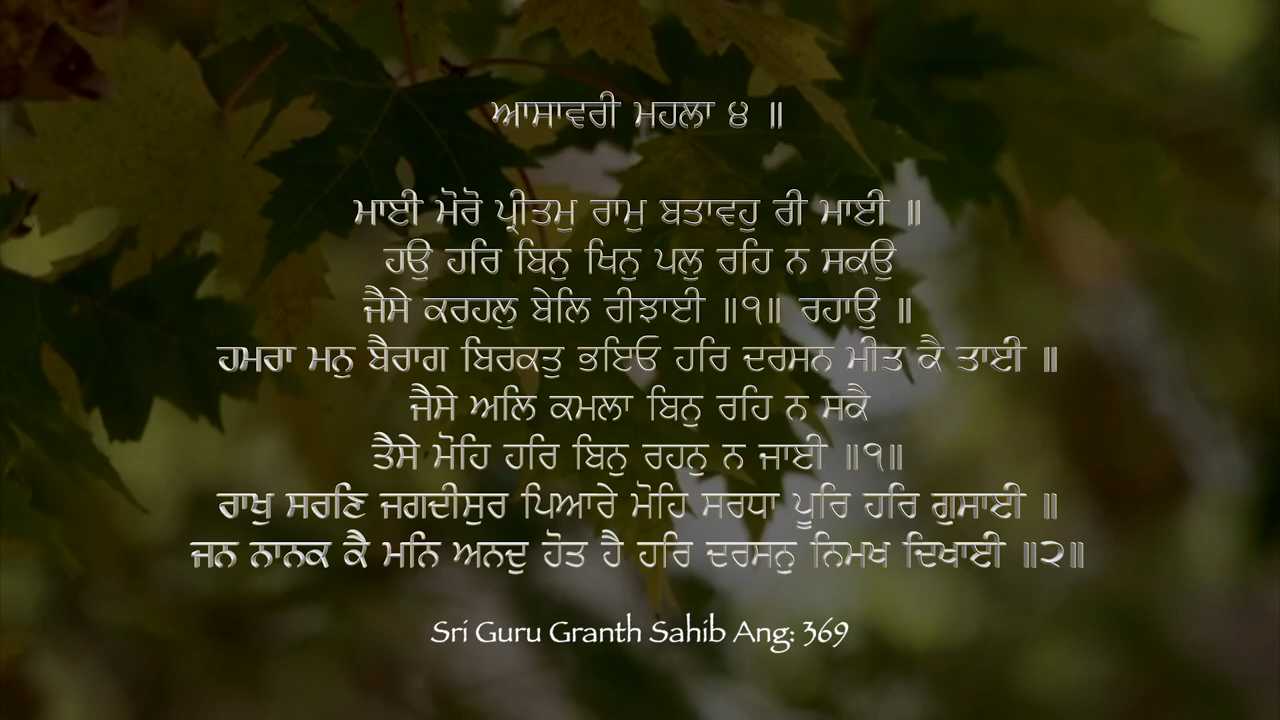 ਆਸਾਵਰੀ ਮਹਲਾ ੪ ॥
ਮਾਈ ਮੋਰੋ ਪ੍ਰੀਤਮੁ ਰਾਮੁ ਬਤਾਵਹੁ ਰੀ ਮਾਈ ॥
ਹਉ ਹਰਿ ਬਿਨੁ ਖਿਨੁ ਪਲੁ ਰਹਿ ਨ ਸਕਉ
ਜੈਸੇ ਕਰਹਲੁ ਬੇਲਿ ਰੀਝਾਈ ॥੧॥ ਰਹਾਉ ॥
ਹਮਰਾ ਮਨੁ ਬੈਰਾਗ ਬਿਰਕਤੁ ਭਇਓ ਹਰਿ ਦਰਸਨ ਮੀਤ ਕੈ ਤਾਈ ॥
ਜੈਸੇ ਅਲਿ ਕਮਲਾ ਬਿਨੁ ਰਹਿ ਨ ਸਕੈ
ਤੈਸੇ ਮੋਹਿ ਹਰਿ ਬਿਨੁ ਰਹਨੁ ਨ ਜਾਈ ॥੧॥
ਰਾਖੁ ਸਰਣਿ ਜਗਦੀਸੁਰ ਪਿਆਰੇ ਮੋਹਿ ਸਰਧਾ ਪੂਰਿ ਹਰਿ ਗੁਸਾਈ ॥
ਜਨ ਨਾਨਕ ਕੈ ਮਨਿ ਅਨਦੁ ਹੋਤ ਹੈ ਹਰਿ ਦਰਸਨੁ ਨਿਮਖ ਦਿਖਾਈ ॥੨॥
Sri Guru Granth Sahib Ang: 369